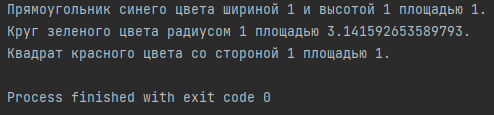 Прямоугольник синего цвета шириной 1 и высотой 1 площадью 1.
Круг зеленого цвета радиусом 1 площадью 3.141592653589793.
Квадрат красного цвета со стороной 1 площадью 1.
Process finished with exit code 0